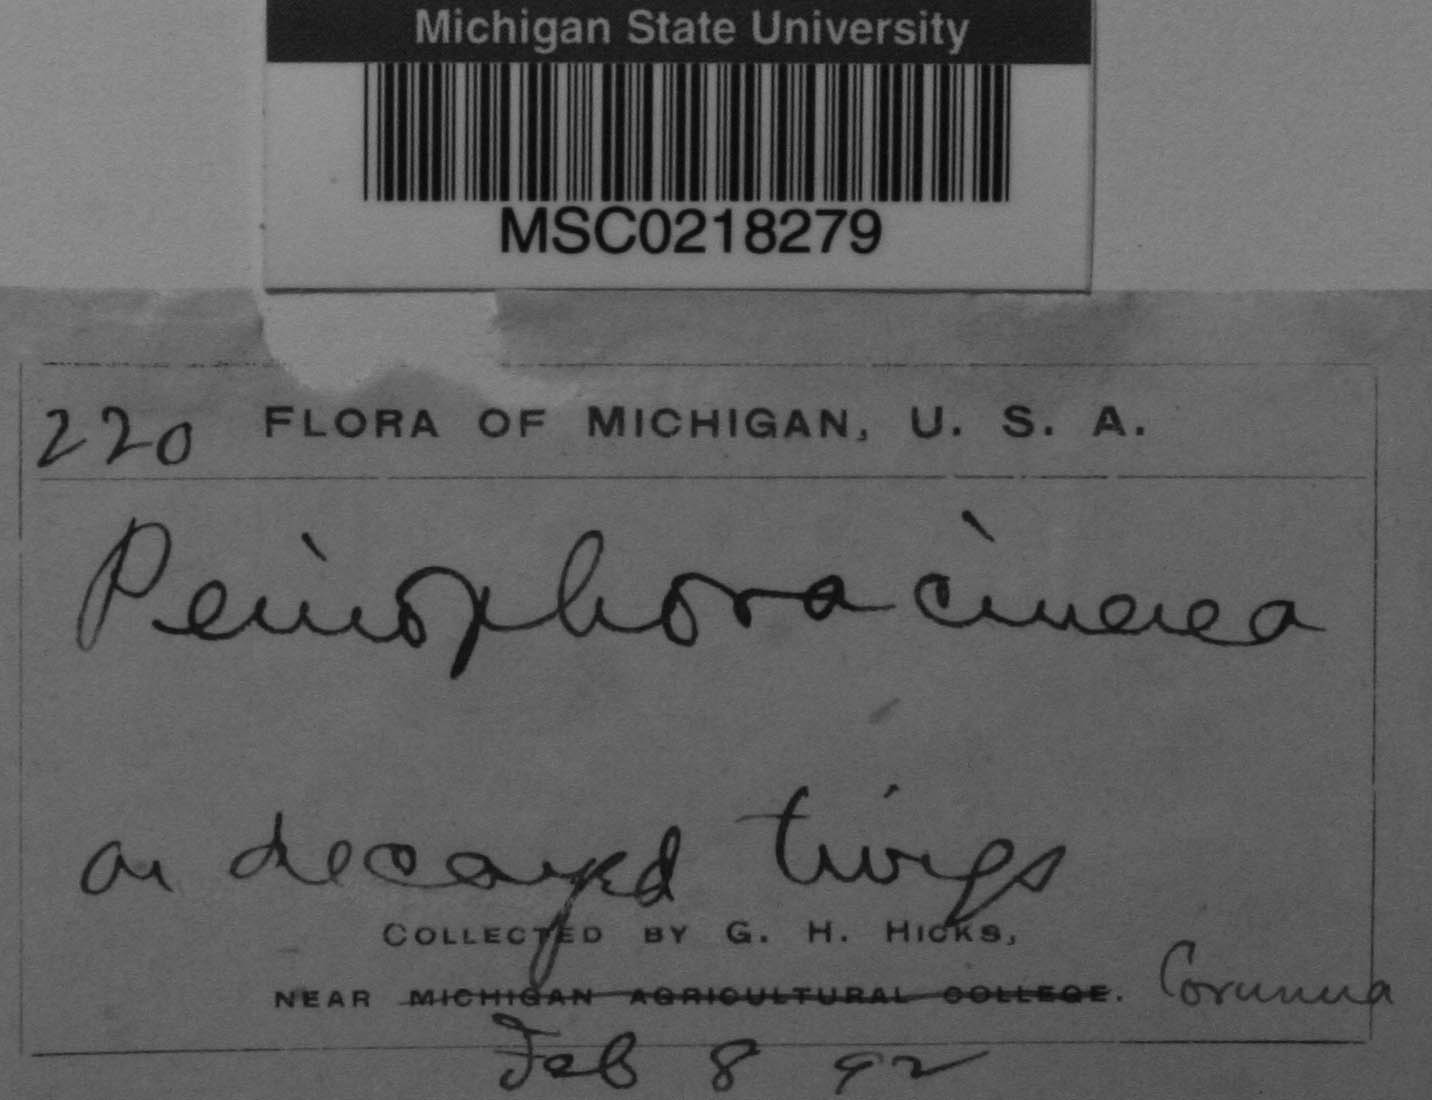 Michigan State University
MSC0218279
220 FLORA OF MICHIGAN, U. S. A.
Peniophora cinerea
on decayed twigs
COLLECTED BY G. H. HICKS,
NEAR MICHIGAN AGRICULTURAL COLLEGE. Corunna
Feb 8 92